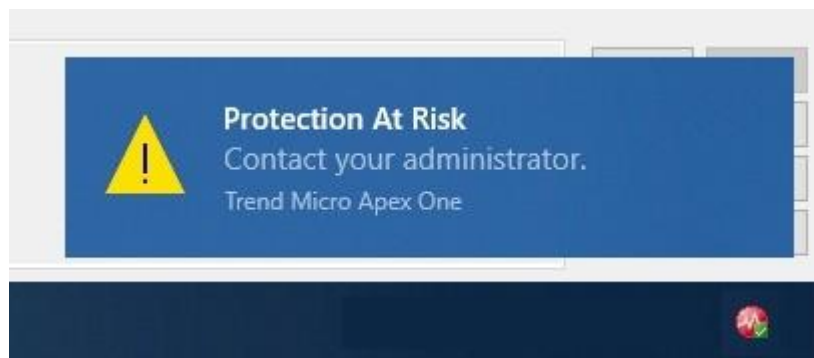 Protection At Risk
Contact your administrator.
Trend Micro Apex One